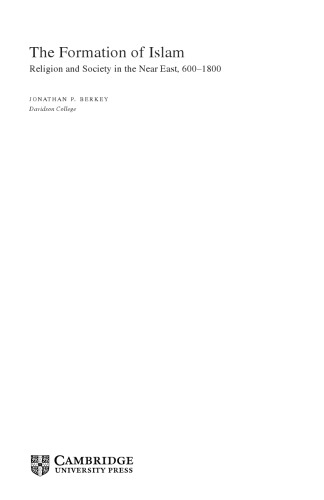 The Formation of Islam
Religion and Society in the Near East, 600–1800
JONATHAN P. BERKEY
Davidson College
CAMBRIDGE
UNIVERSITY PRESS